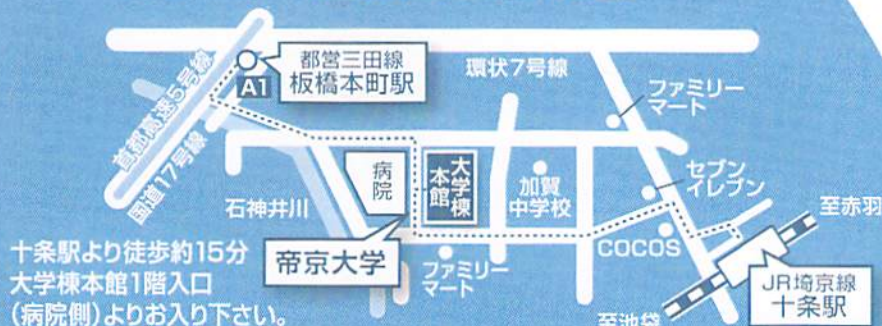 首都高速5号線
国道17号線
都営三田線
板橋本町駅
A1
環状7号線
ファミリー
マート
病院
大学棟
本館
加賀
中学校
セブン
イレブン
石神井川
至赤羽
COCOS
帝京大学
ファミリー
マート
JR埼京線
十条駅
至池袋
十条駅より徒歩約15分
大学棟本館1階入口
(病院側)よりお入り下さい。